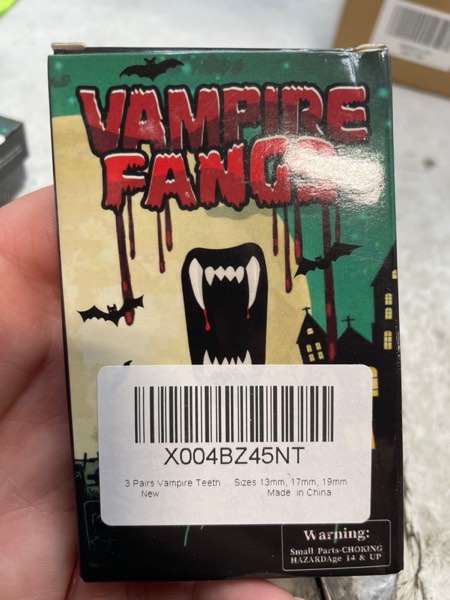 VAMPIRE
FANGS
X004BZ45NT
3 Pairs Vampire Teeth ... Sizes 13mm, 17mm, 19mm
New Made in China
Warning:
Small Parts-CHOKING
HAZARDAge 14 & UP